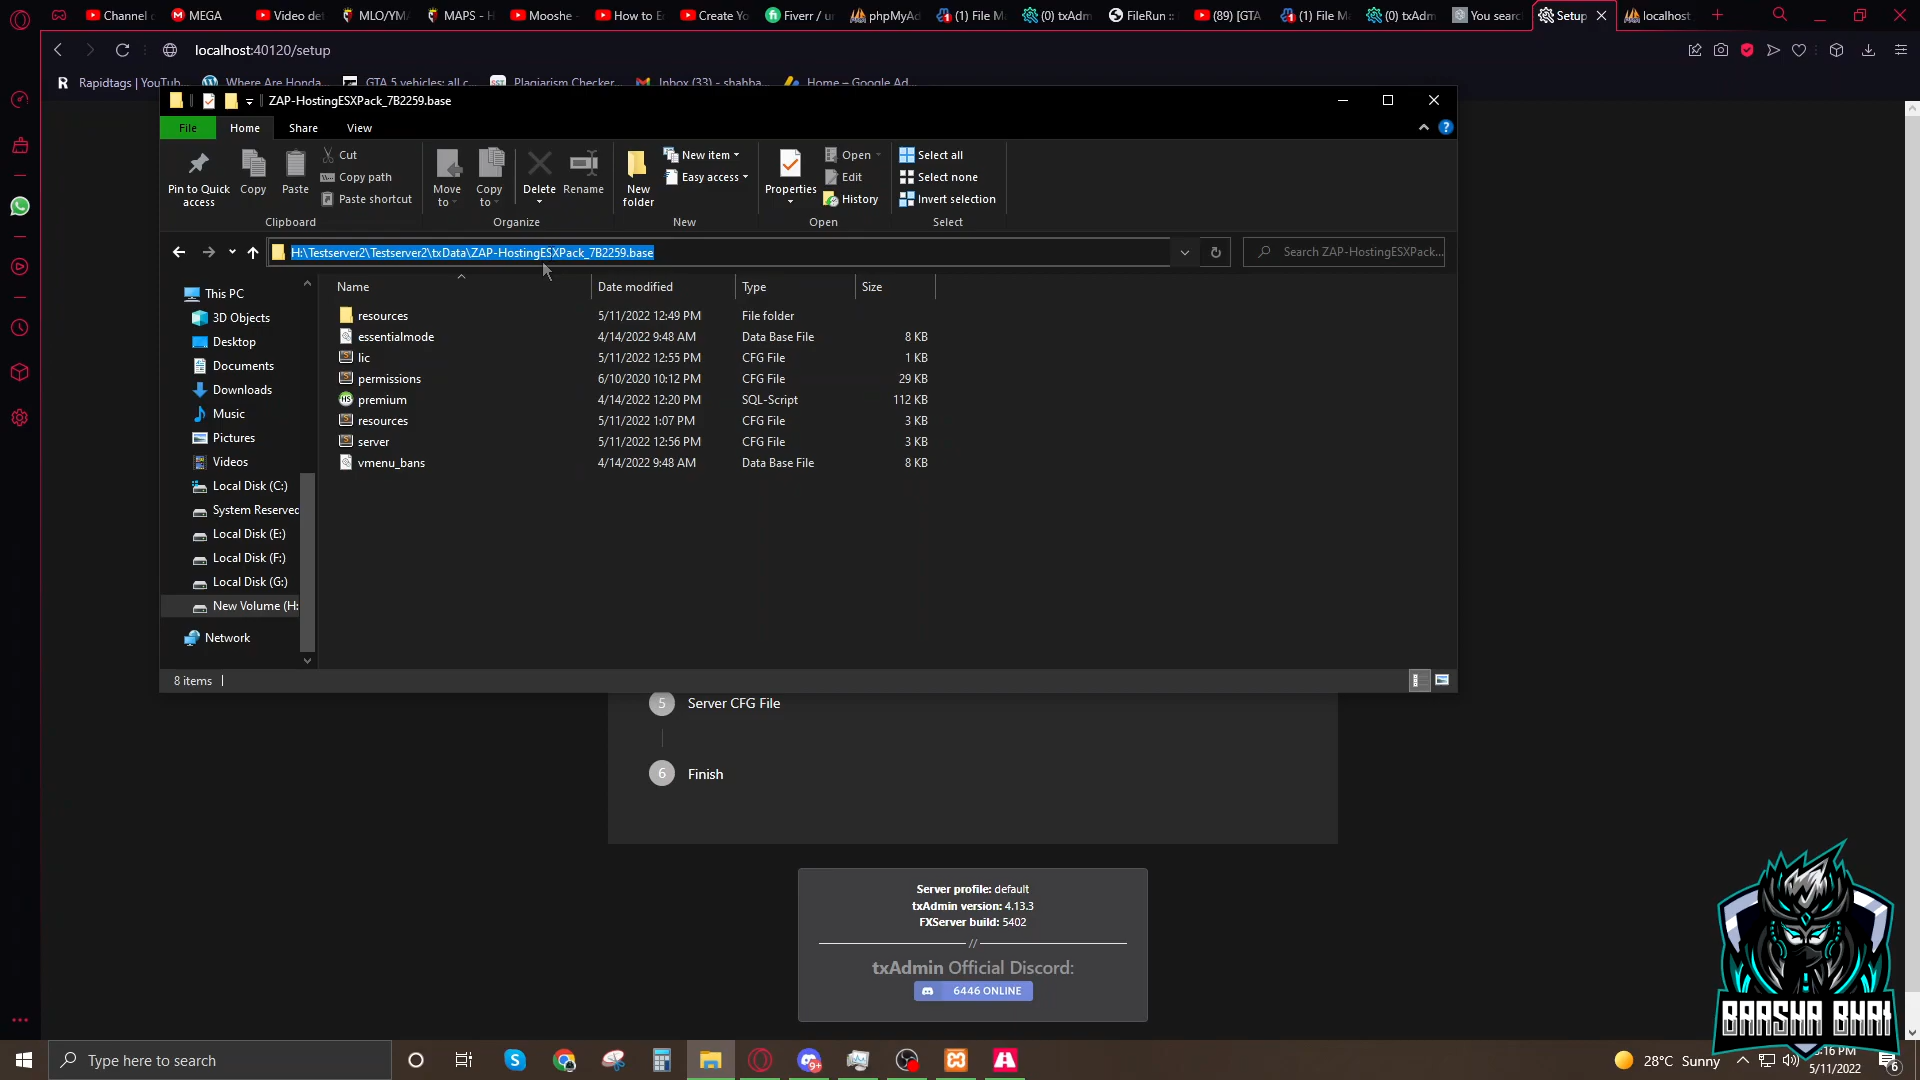 Channel
MEGA
Video de
MLO/YMA
MAPS - H
Mooshe
How to E
Create Yo
Fiverr / u
phpMyAd
(1) File M
(0) txAdm
FileRun ::
(89) [GTA
(1) File M
(0) txAdm
You searc
Setup
localhost
localhost:40120/setup
Rapidtags | YouTub...
Where Are Honda...
GTA 5 vehicles: all c...
Plagiarism Checker...
Inbox (33) - shahba...
Home – Google Ad...
ZAP-HostingESXPack_7B2259.base
File
Home
Share
View
Pin to Quick access
Copy
Paste
Cut
Copy path
Paste shortcut
Move to
Copy to
Delete
Rename
New folder
New item
Easy access
Properties
Open
Edit
History
Select all
Select none
Invert selection
Clipboard
Organize
New
Open
Select
H:\Testserver2\Testserver2\txData\ZAP-HostingESXPack_7B2259.base
Search ZAP-HostingESXPack...
Name Date modified Type Size
This PC
3D Objects
Desktop
Documents
Downloads
Music
Pictures
Videos
Local Disk (C:)
System Reserved
Local Disk (E:)
Local Disk (F:)
Local Disk (G:)
New Volume (H:
Network
resources 5/11/2022 12:49 PM File folder
essentialmode 4/14/2022 9:48 AM Data Base File 8 KB
lic 5/11/2022 12:55 PM CFG File 1 KB
permissions 6/10/2020 10:12 PM CFG File 29 KB
premium 4/14/2022 12:20 PM SQL-Script 112 KB
resources 5/11/2022 1:07 PM CFG File 3 KB
server 5/11/2022 12:56 PM CFG File 3 KB
vmenu_bans 4/14/2022 9:48 AM Data Base File 8 KB
8 items
5 Server CFG File
6 Finish
Server profile: default
txAdmin version: 4.13.3
FXServer build: 5402
//
txAdmin Official Discord:
6446 ONLINE
BAASHA BHAI
Type here to search
28°C Sunny
:16 PM
5/11/2022
6